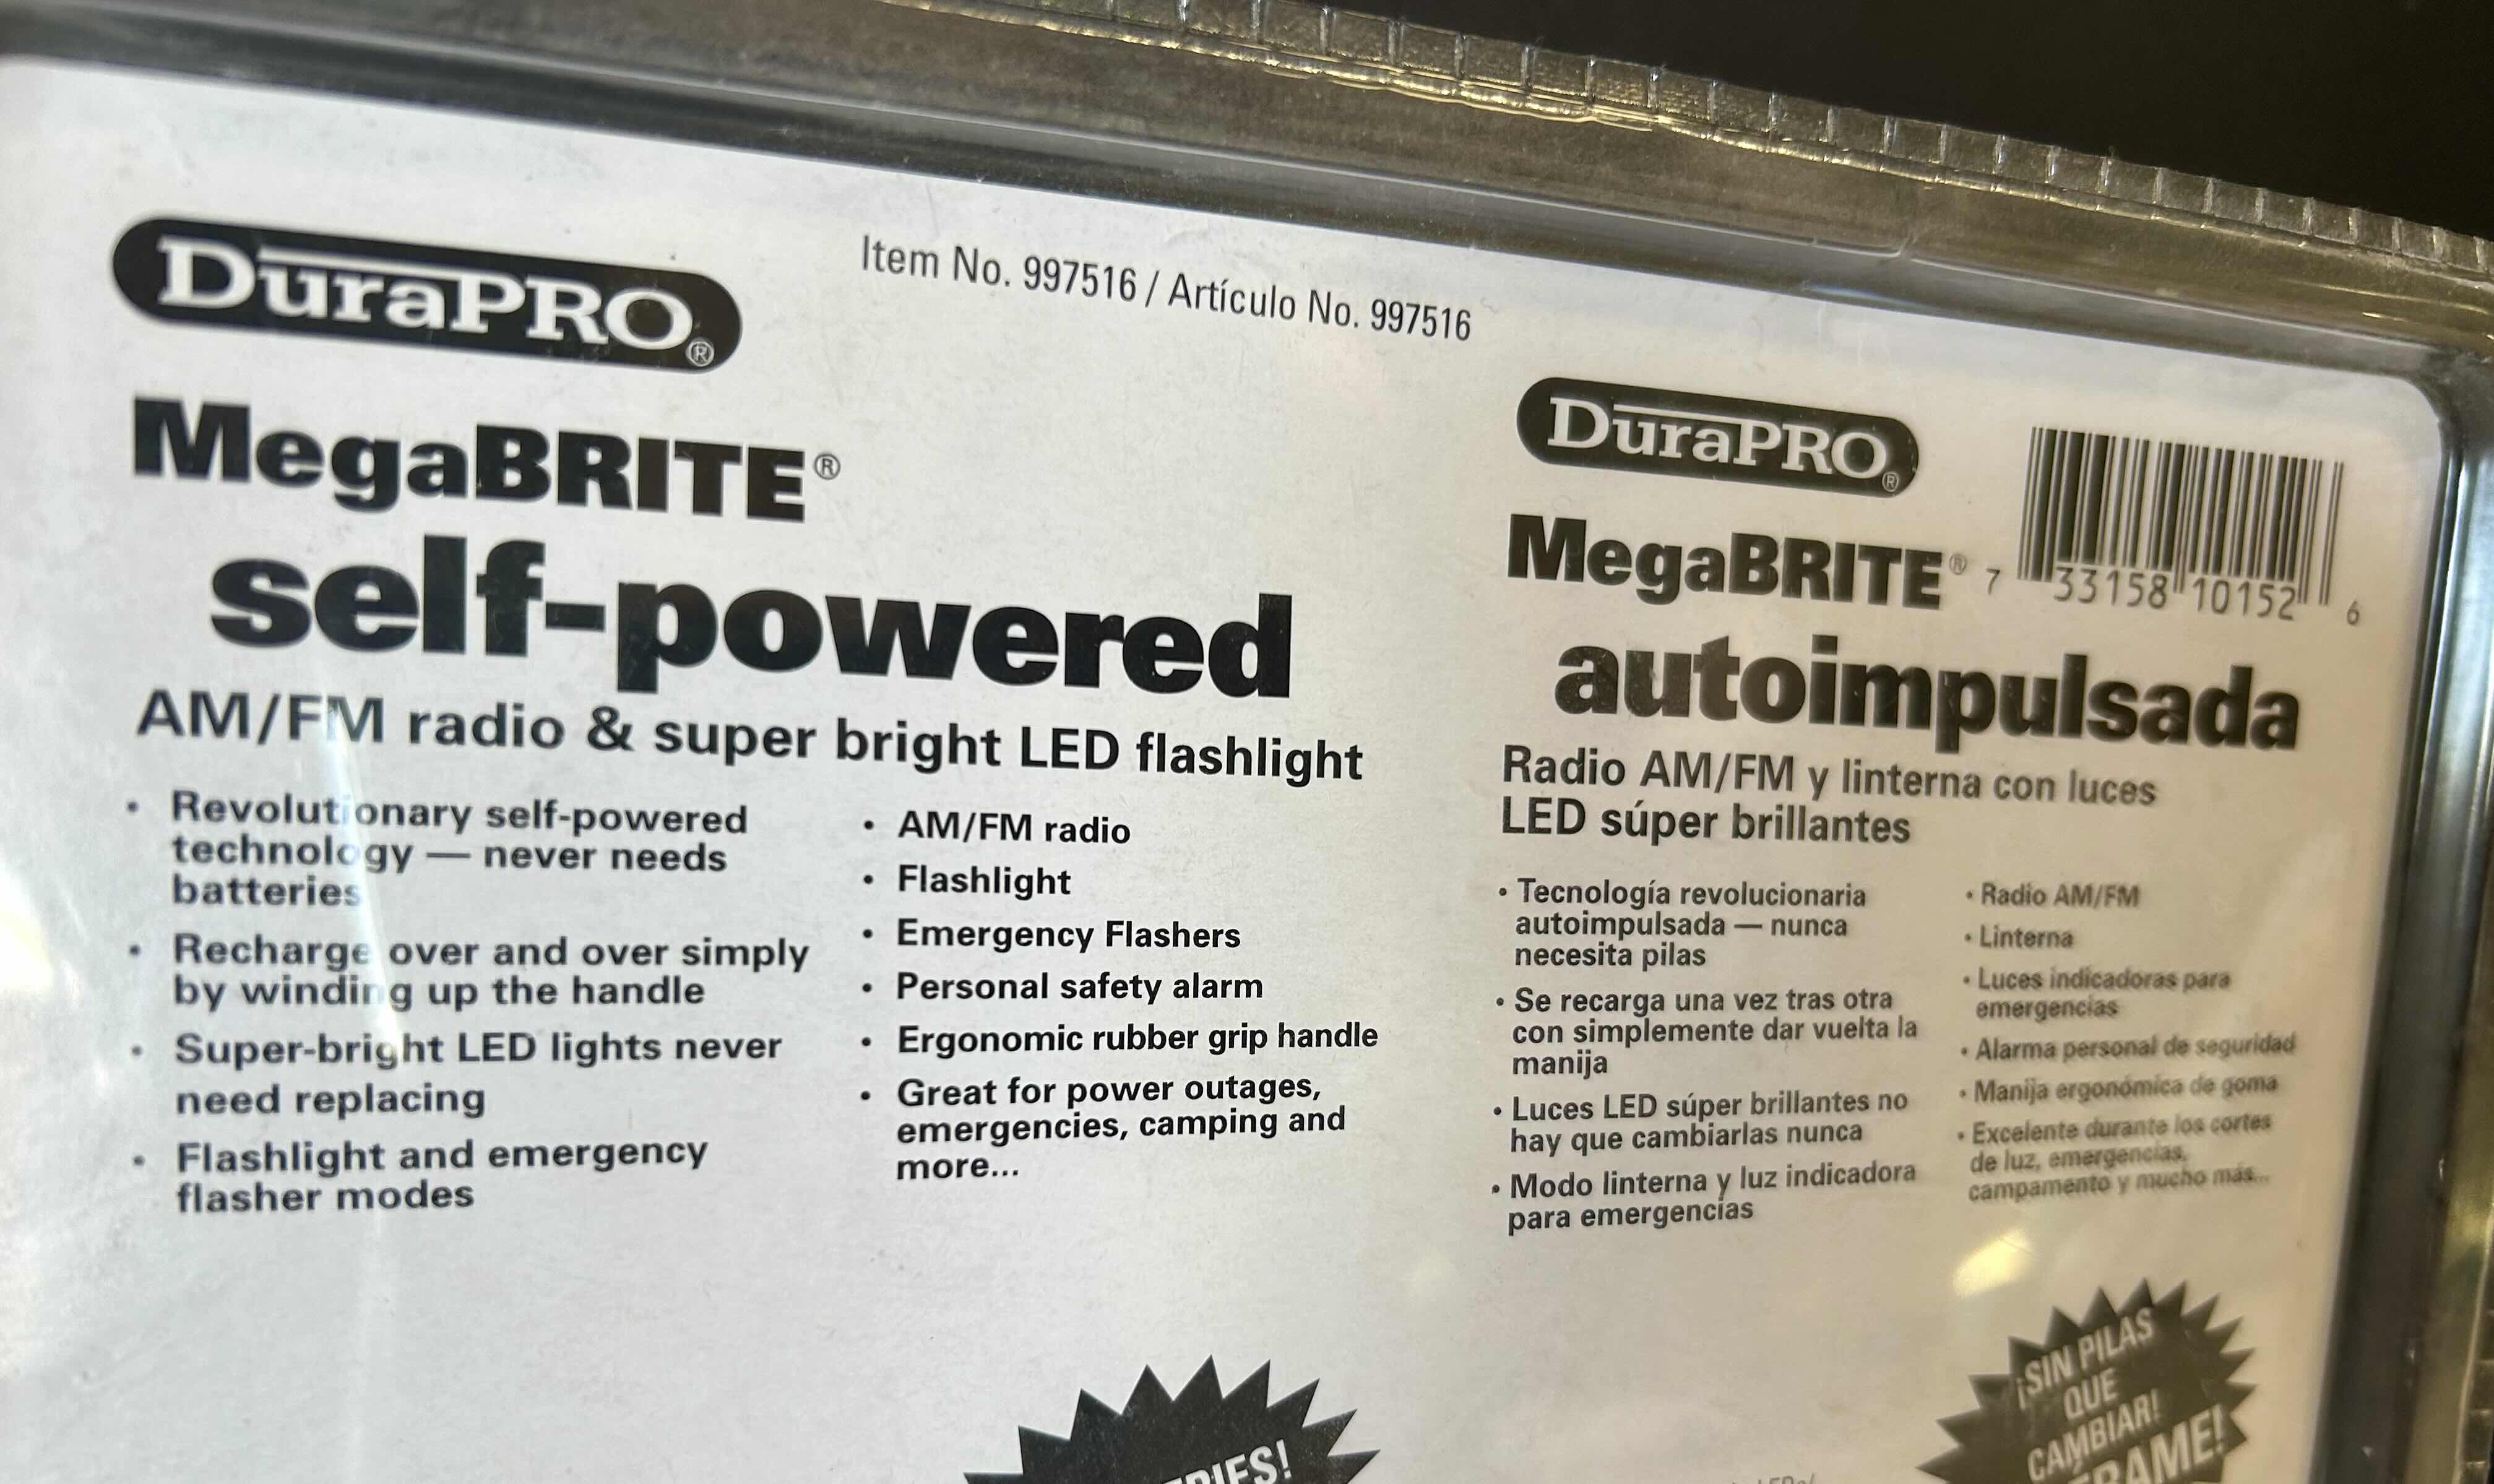 DuraPRO®
Item No. 997516 / Artículo No. 997516
MegaBRITE®
self-powered
AM/FM radio & super bright LED flashlight
• Revolutionary self-powered
technology — never needs
batteries
• Recharge over and over simply
by winding up the handle
• Super-bright LED lights never
need replacing
• Flashlight and emergency
flasher modes
• AM/FM radio
• Flashlight
• Emergency Flashers
• Personal safety alarm
• Ergonomic rubber grip handle
• Great for power outages,
emergencies, camping and
more...
DuraPRO®
MegaBRITE®
7 33158 10152 6
autoimpulsada
Radio AM/FM y linterna con luces
LED súper brillantes
• Tecnología revolucionaria
autoimpulsada — nunca
necesita pilas
• Se recarga una vez tras otra
con simplemente dar vuelta la
manija
• Luces LED súper brillantes no
hay que cambiarlas nunca
• Modo linterna y luz indicadora
para emergencias
• Radio AM/FM
• Linterna
• Luces indicadoras para
emergencias
• Alarma personal de seguridad
• Manija ergonómica de goma
• Excelente durante los cortes
de luz, emergencias,
campamento y mucho más...
¡SIN PILAS
QUE
CAMBIAR!